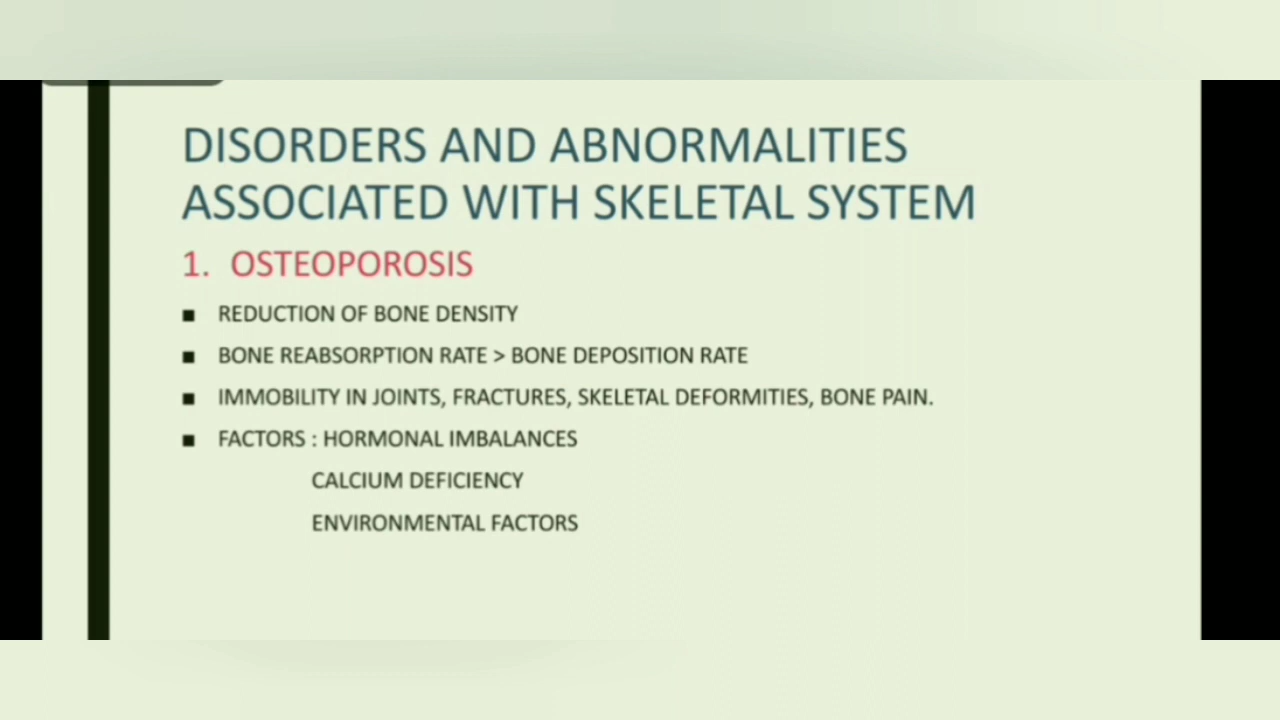 DISORDERS AND ABNORMALITIES
ASSOCIATED WITH SKELETAL SYSTEM
1. OSTEOPOROSIS
■ REDUCTION OF BONE DENSITY
■ BONE REABSORPTION RATE > BONE DEPOSITION RATE
■ IMMOBILITY IN JOINTS, FRACTURES, SKELETAL DEFORMITIES, BONE PAIN.
■ FACTORS : HORMONAL IMBALANCES
CALCIUM DEFICIENCY
ENVIRONMENTAL FACTORS